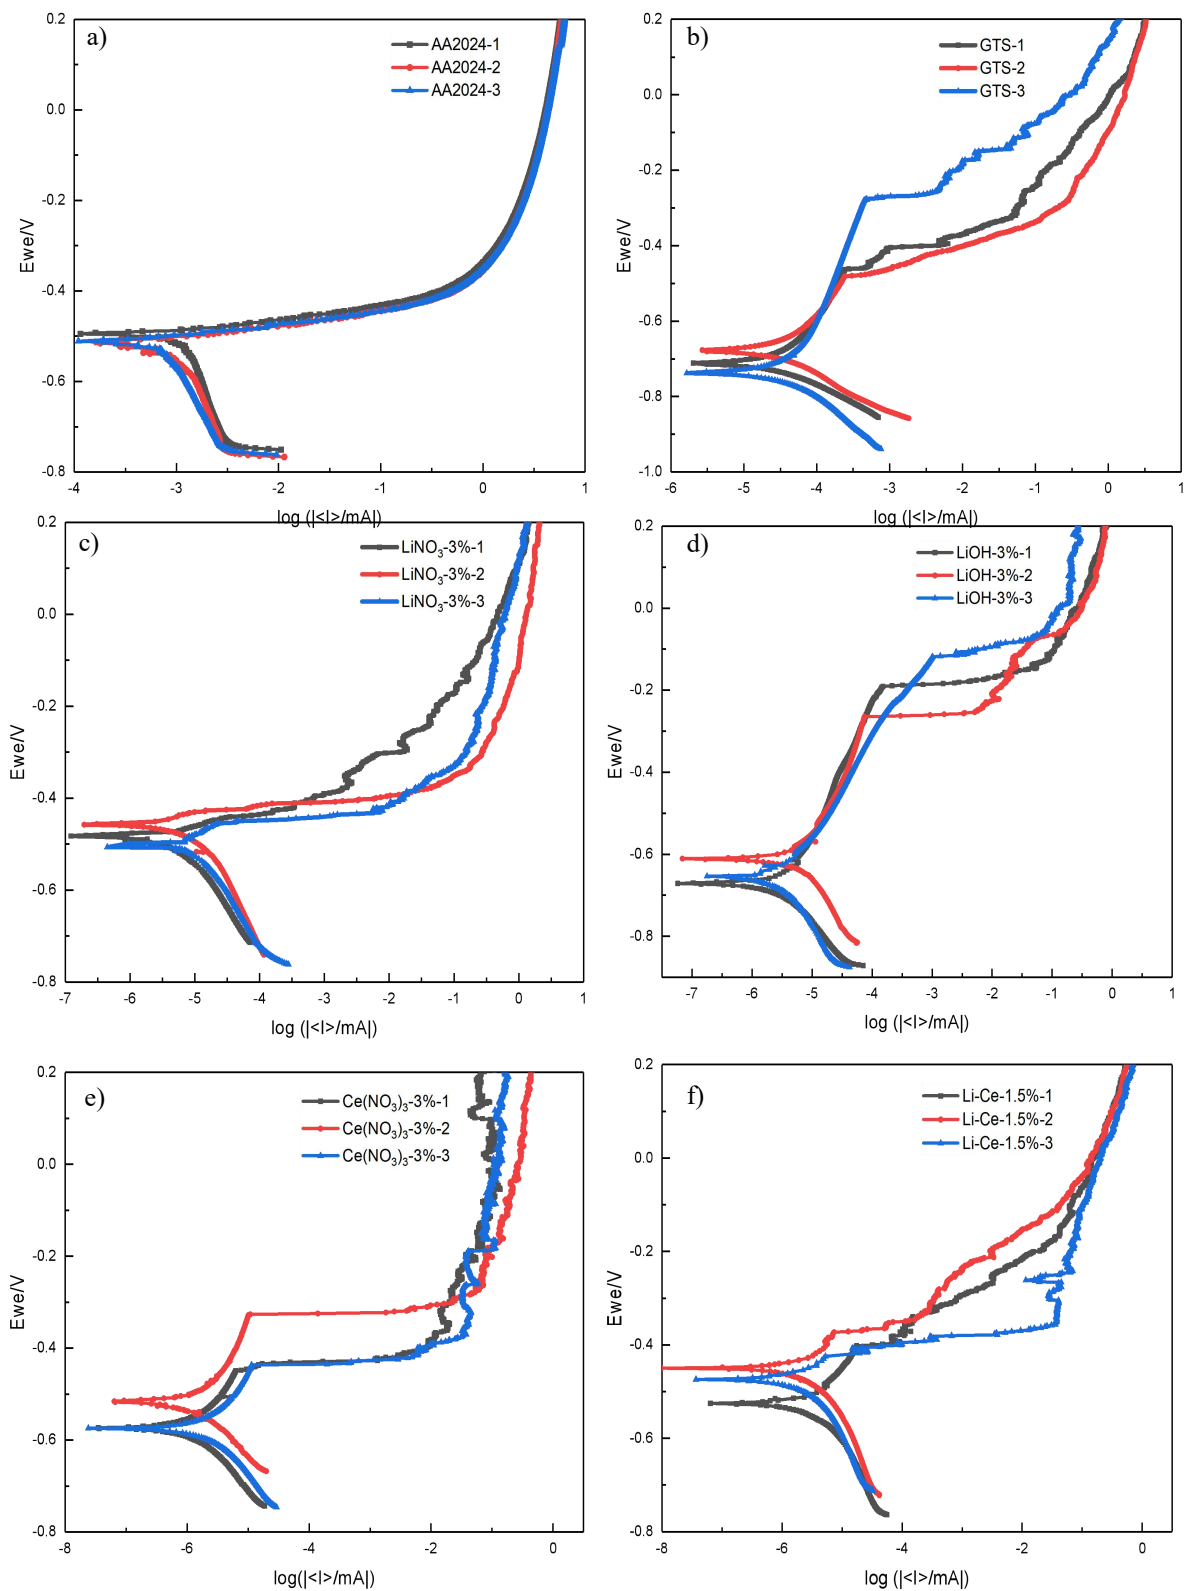 a)
AA2024-1
AA2024-2
AA2024-3
0.2
0.0
-0.2
-0.4
-0.6
-0.8
Ewe/V
-4
-3
-2
-1
0
1
log (|<I>/mA|)
b)
GTS-1
GTS-2
GTS-3
0.2
0.0
-0.2
-0.4
-0.6
-0.8
-1.0
Ewe/V
-6
-5
-4
-3
-2
-1
0
1
log (|<I>/mA|)
c)
LiNO₃-3%-1
LiNO₃-3%-2
LiNO₃-3%-3
0.2
0.0
-0.2
-0.4
-0.6
-0.8
Ewe/V
-7
-6
-5
-4
-3
-2
-1
0
1
log (|<I>/mA|)
d)
LiOH-3%-1
LiOH-3%-2
LiOH-3%-3
0.2
0.0
-0.2
-0.4
-0.6
-0.8
Ewe/V
-7
-6
-5
-4
-3
-2
-1
0
1
log (|<I>/mA|)
e)
Ce(NO₃)₃-3%-1
Ce(NO₃)₃-3%-2
Ce(NO₃)₃-3%-3
0.2
0.0
-0.2
-0.4
-0.6
-0.8
Ewe/V
-8
-6
-4
-2
0
log(|<I>/mA|)
f)
Li-Ce-1.5%-1
Li-Ce-1.5%-2
Li-Ce-1.5%-3
0.2
0.0
-0.2
-0.4
-0.6
-0.8
Ewe/V
-8
-6
-4
-2
0
log (|<I>/mA|)